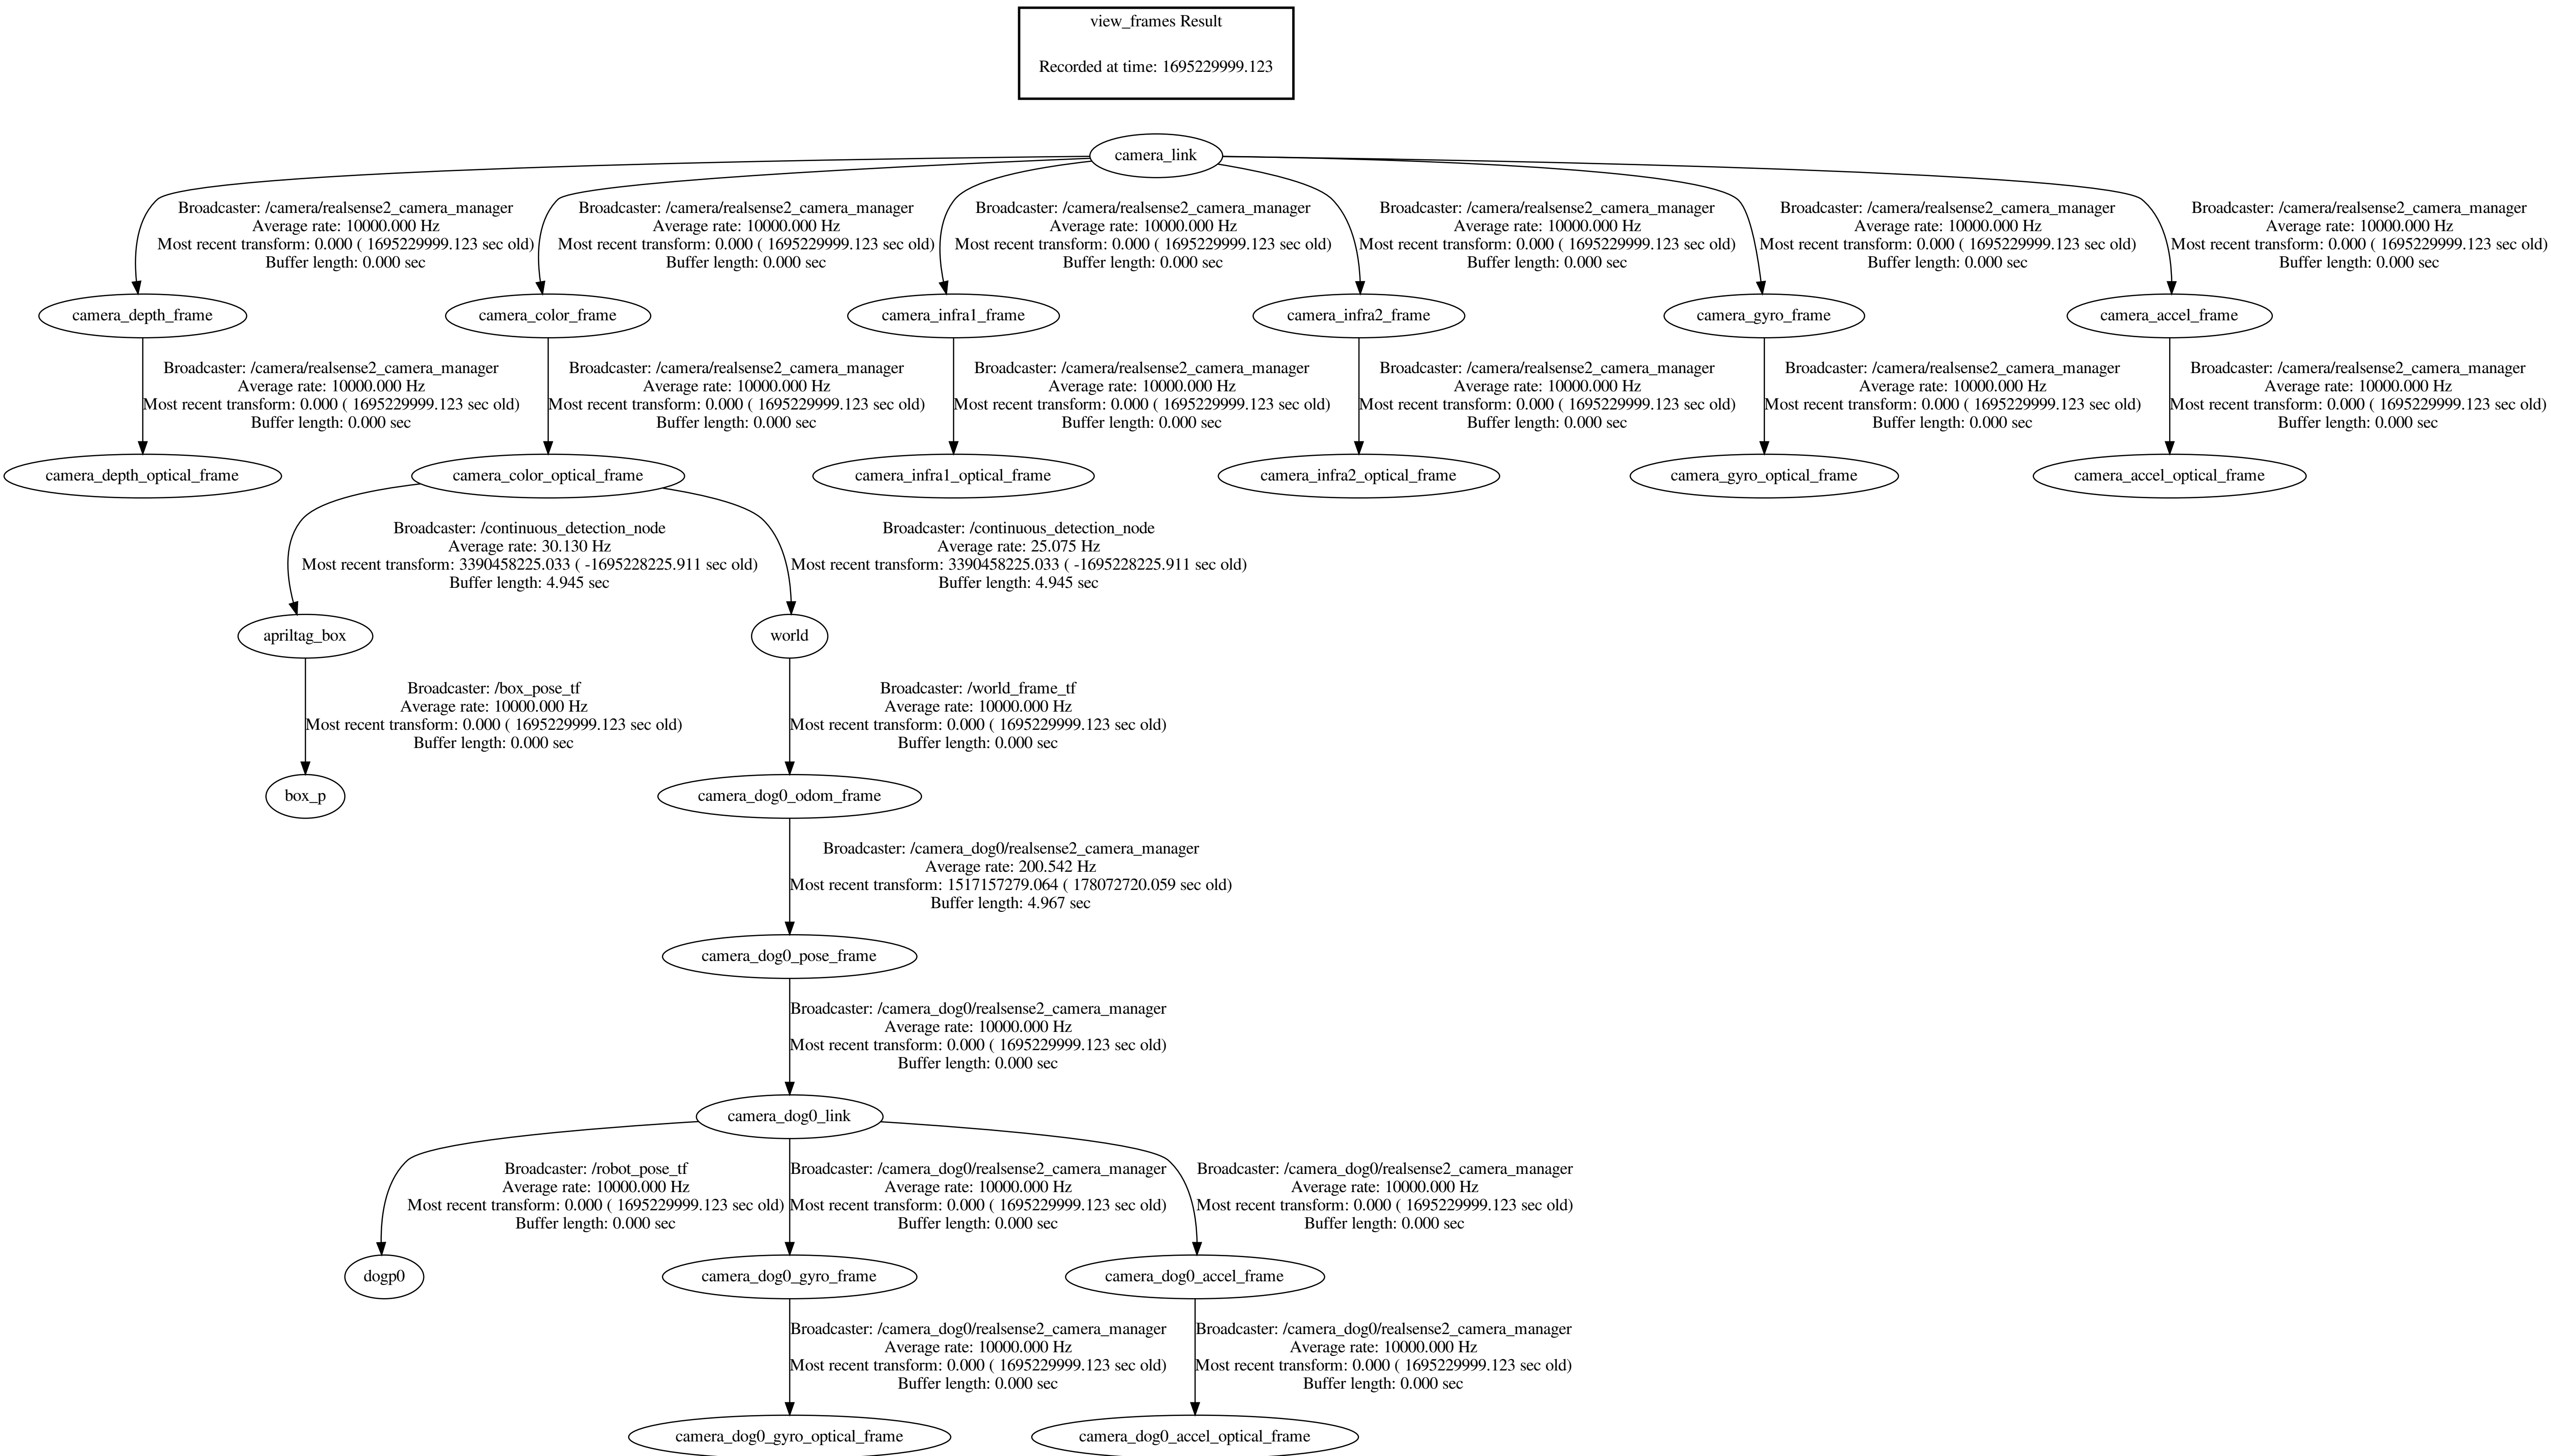 view_frames Result
Recorded at time: 1695229999.123
camera_link
Broadcaster: /camera/realsense2_camera_manager
Average rate: 10000.000 Hz
Most recent transform: 0.000 ( 1695229999.123 sec old)
Buffer length: 0.000 sec
Broadcaster: /camera/realsense2_camera_manager
Average rate: 10000.000 Hz
Most recent transform: 0.000 ( 1695229999.123 sec old)
Buffer length: 0.000 sec
Broadcaster: /camera/realsense2_camera_manager
Average rate: 10000.000 Hz
Most recent transform: 0.000 ( 1695229999.123 sec old)
Buffer length: 0.000 sec
Broadcaster: /camera/realsense2_camera_manager
Average rate: 10000.000 Hz
Most recent transform: 0.000 ( 1695229999.123 sec old)
Buffer length: 0.000 sec
Broadcaster: /camera/realsense2_camera_manager
Average rate: 10000.000 Hz
Most recent transform: 0.000 ( 1695229999.123 sec old)
Buffer length: 0.000 sec
Broadcaster: /camera/realsense2_camera_manager
Average rate: 10000.000 Hz
Most recent transform: 0.000 ( 1695229999.123 sec old)
Buffer length: 0.000 sec
camera_depth_frame
camera_color_frame
camera_infra1_frame
camera_infra2_frame
camera_gyro_frame
camera_accel_frame
Broadcaster: /camera/realsense2_camera_manager
Average rate: 10000.000 Hz
Most recent transform: 0.000 ( 1695229999.123 sec old)
Buffer length: 0.000 sec
Broadcaster: /camera/realsense2_camera_manager
Average rate: 10000.000 Hz
Most recent transform: 0.000 ( 1695229999.123 sec old)
Buffer length: 0.000 sec
Broadcaster: /camera/realsense2_camera_manager
Average rate: 10000.000 Hz
Most recent transform: 0.000 ( 1695229999.123 sec old)
Buffer length: 0.000 sec
Broadcaster: /camera/realsense2_camera_manager
Average rate: 10000.000 Hz
Most recent transform: 0.000 ( 1695229999.123 sec old)
Buffer length: 0.000 sec
Broadcaster: /camera/realsense2_camera_manager
Average rate: 10000.000 Hz
Most recent transform: 0.000 ( 1695229999.123 sec old)
Buffer length: 0.000 sec
Broadcaster: /camera/realsense2_camera_manager
Average rate: 10000.000 Hz
Most recent transform: 0.000 ( 1695229999.123 sec old)
Buffer length: 0.000 sec
camera_depth_optical_frame
camera_color_optical_frame
camera_infra1_optical_frame
camera_infra2_optical_frame
camera_gyro_optical_frame
camera_accel_optical_frame
Broadcaster: /continuous_detection_node
Average rate: 30.130 Hz
Most recent transform: 3390458225.033 ( -1695228225.911 sec old)
Buffer length: 4.945 sec
Broadcaster: /continuous_detection_node
Average rate: 25.075 Hz
Most recent transform: 3390458225.033 ( -1695228225.911 sec old)
Buffer length: 4.945 sec
apriltag_box
world
Broadcaster: /box_pose_tf
Average rate: 10000.000 Hz
Most recent transform: 0.000 ( 1695229999.123 sec old)
Buffer length: 0.000 sec
Broadcaster: /world_frame_tf
Average rate: 10000.000 Hz
Most recent transform: 0.000 ( 1695229999.123 sec old)
Buffer length: 0.000 sec
box_p
camera_dog0_odom_frame
Broadcaster: /camera_dog0/realsense2_camera_manager
Average rate: 200.542 Hz
Most recent transform: 1517157279.064 ( 178072720.059 sec old)
Buffer length: 4.967 sec
camera_dog0_pose_frame
Broadcaster: /camera_dog0/realsense2_camera_manager
Average rate: 10000.000 Hz
Most recent transform: 0.000 ( 1695229999.123 sec old)
Buffer length: 0.000 sec
camera_dog0_link
Broadcaster: /robot_pose_tf
Average rate: 10000.000 Hz
Most recent transform: 0.000 ( 1695229999.123 sec old)
Buffer length: 0.000 sec
Broadcaster: /camera_dog0/realsense2_camera_manager
Average rate: 10000.000 Hz
Most recent transform: 0.000 ( 1695229999.123 sec old)
Buffer length: 0.000 sec
Broadcaster: /camera_dog0/realsense2_camera_manager
Average rate: 10000.000 Hz
Most recent transform: 0.000 ( 1695229999.123 sec old)
Buffer length: 0.000 sec
dogp0
camera_dog0_gyro_frame
camera_dog0_accel_frame
Broadcaster: /camera_dog0/realsense2_camera_manager
Average rate: 10000.000 Hz
Most recent transform: 0.000 ( 1695229999.123 sec old)
Buffer length: 0.000 sec
Broadcaster: /camera_dog0/realsense2_camera_manager
Average rate: 10000.000 Hz
Most recent transform: 0.000 ( 1695229999.123 sec old)
Buffer length: 0.000 sec
camera_dog0_gyro_optical_frame
camera_dog0_accel_optical_frame